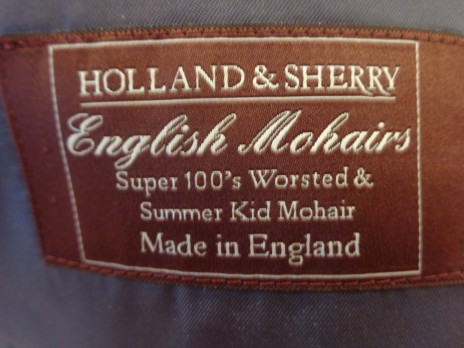 HOLLAND & SHERRY
English Mohairs
Super 100's Worsted &
Summer Kid Mohair
Made in England